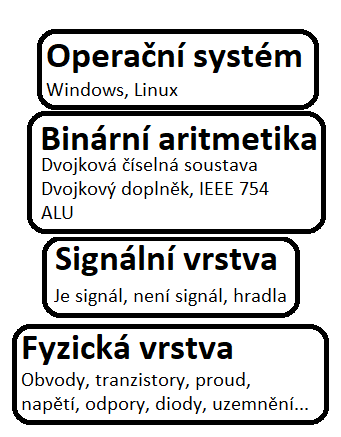 Operační systém
Windows, Linux
Binární aritmetika
Dvojková číselná soustava
Dvojkový doplněk, IEEE 754
ALU
Signální vrstva
Je signál, není signál, hradla
Fyzická vrstva
Obvody, tranzistory, proud,
napětí, odpory, diody, uzemnění...